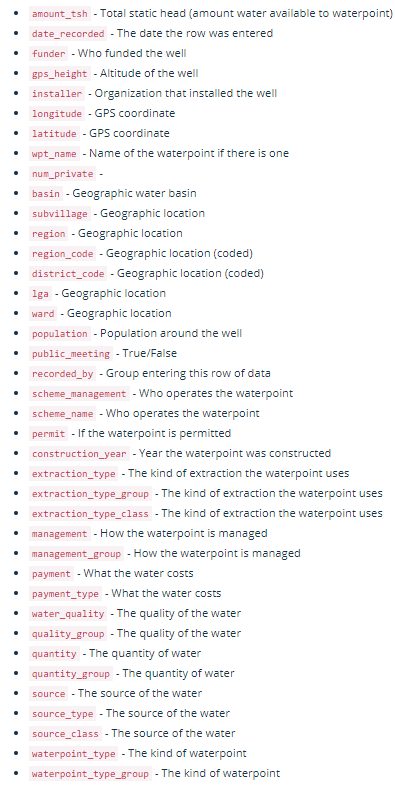 amount_tsh - Total static head (amount water available to waterpoint)
date_recorded - The date the row was entered
funder - Who funded the well
gps_height - Altitude of the well
installer - Organization that installed the well
longitude - GPS coordinate
latitude - GPS coordinate
wpt_name - Name of the waterpoint if there is one
num_private -
basin - Geographic water basin
subvillage - Geographic location
region - Geographic location
region_code - Geographic location (coded)
district_code - Geographic location (coded)
lga - Geographic location
ward - Geographic location
population - Population around the well
public_meeting - True/False
recorded_by - Group entering this row of data
scheme_management - Who operates the waterpoint
scheme_name - Who operates the waterpoint
permit - If the waterpoint is permitted
construction_year - Year the waterpoint was constructed
extraction_type - The kind of extraction the waterpoint uses
extraction_type_group - The kind of extraction the waterpoint uses
extraction_type_class - The kind of extraction the waterpoint uses
management - How the waterpoint is managed
management_group - How the waterpoint is managed
payment - What the water costs
payment_type - What the water costs
water_quality - The quality of the water
quality_group - The quality of the water
quantity - The quantity of water
quantity_group - The quantity of water
source - The source of the water
source_type - The source of the water
source_class - The source of the water
waterpoint_type - The kind of waterpoint
waterpoint_type_group - The kind of waterpoint